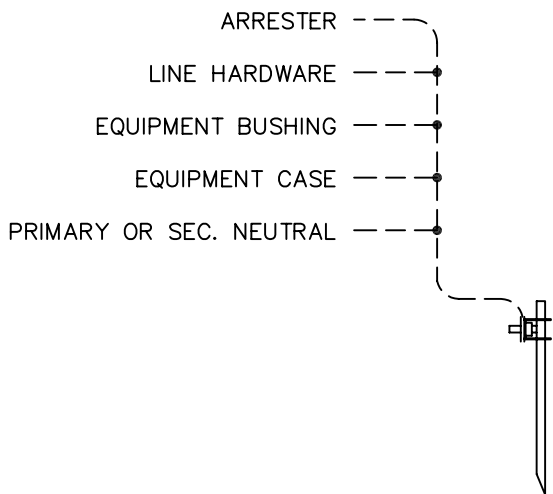 ARRESTER
LINE HARDWARE
EQUIPMENT BUSHING
EQUIPMENT CASE
PRIMARY OR SEC. NEUTRAL